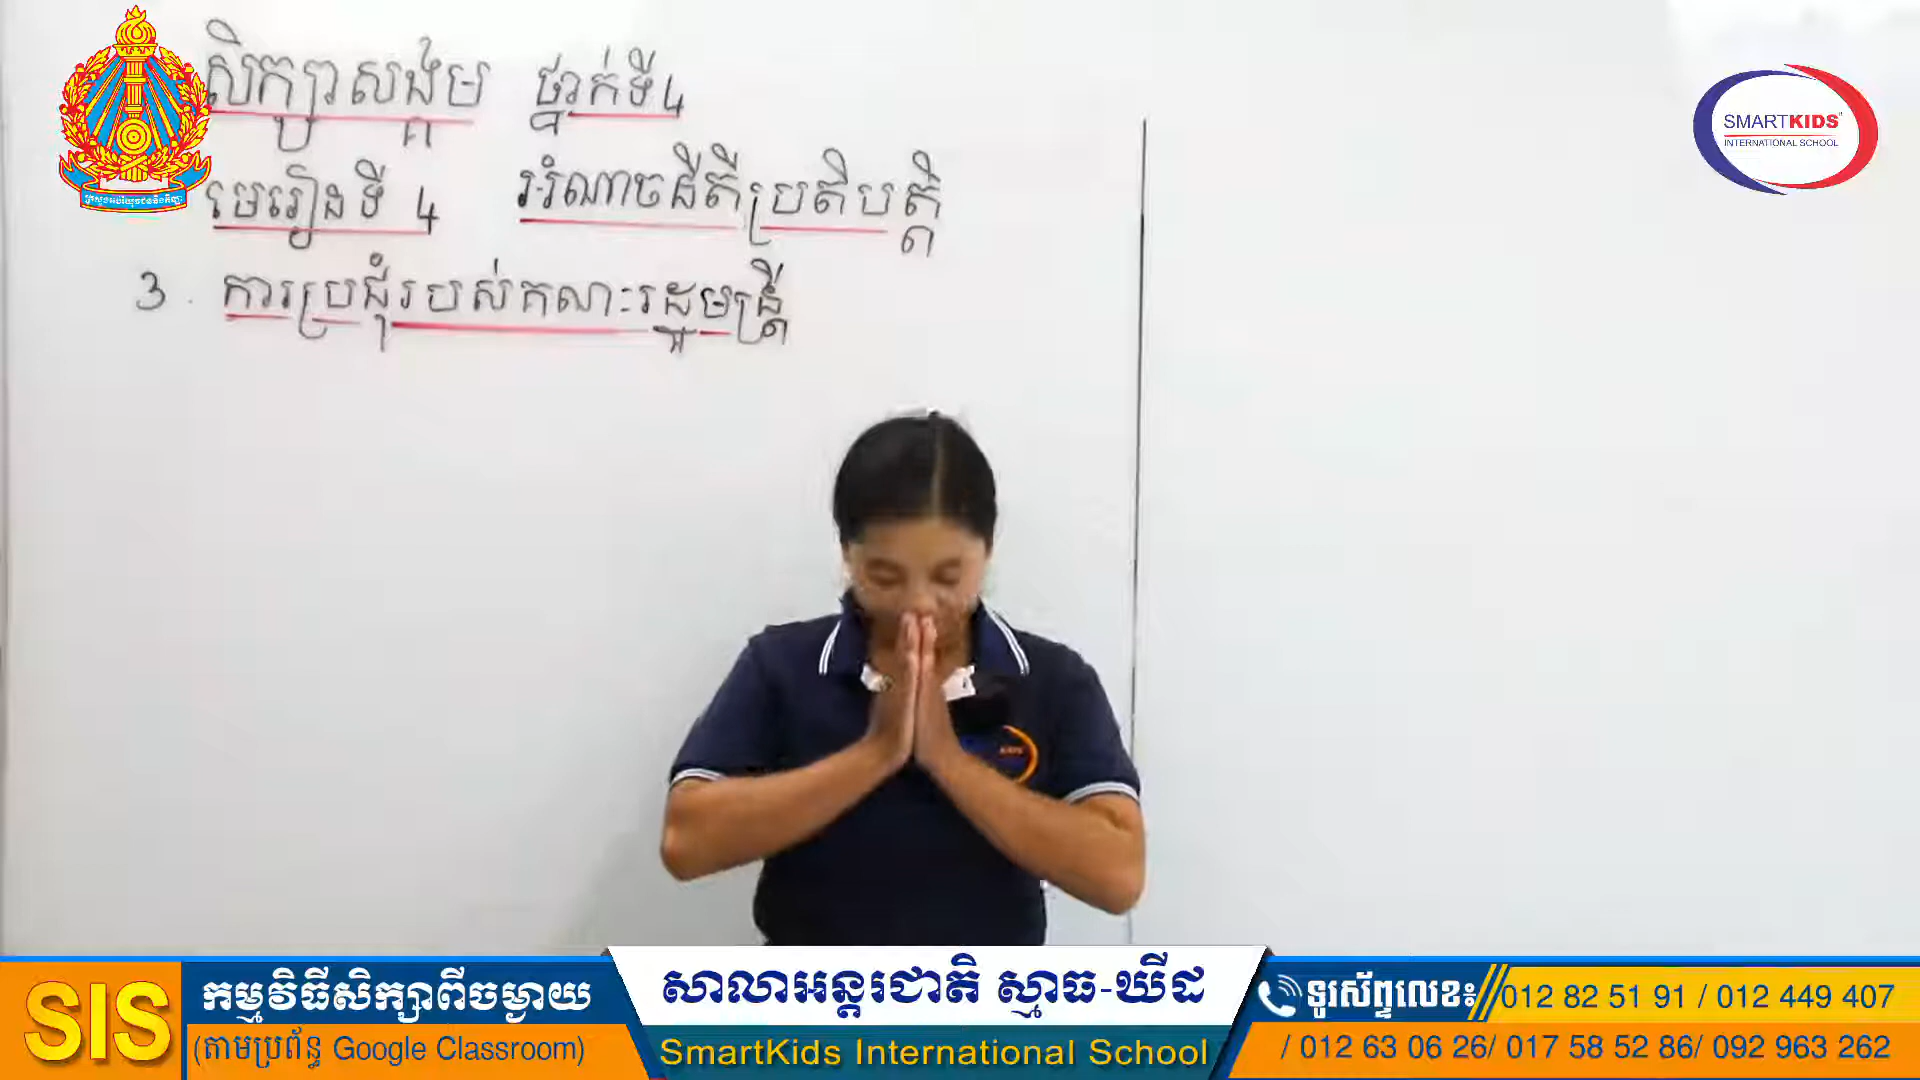 សិក្សាសង្គម ថ្នាក់ទី4
មេរៀនទី 4 អំណាចនីតិប្រតិបត្តិ
3. ការប្រជុំរបស់គណៈរដ្ឋមន្ត្រី
SMARTKIDS
INTERNATIONAL SCHOOL
KIDS
SIS
កម្មវិធីសិក្សាពីចម្ងាយ
(តាមប្រព័ន្ធ Google Classroom)
សាលាអន្តរជាតិ ស្មាធ-ឃីដ
SmartKids International School
ទូរស័ព្ទលេខ៖ 012 82 51 91 / 012 449 407
/ 012 63 06 26/ 017 58 52 86/ 092 963 262